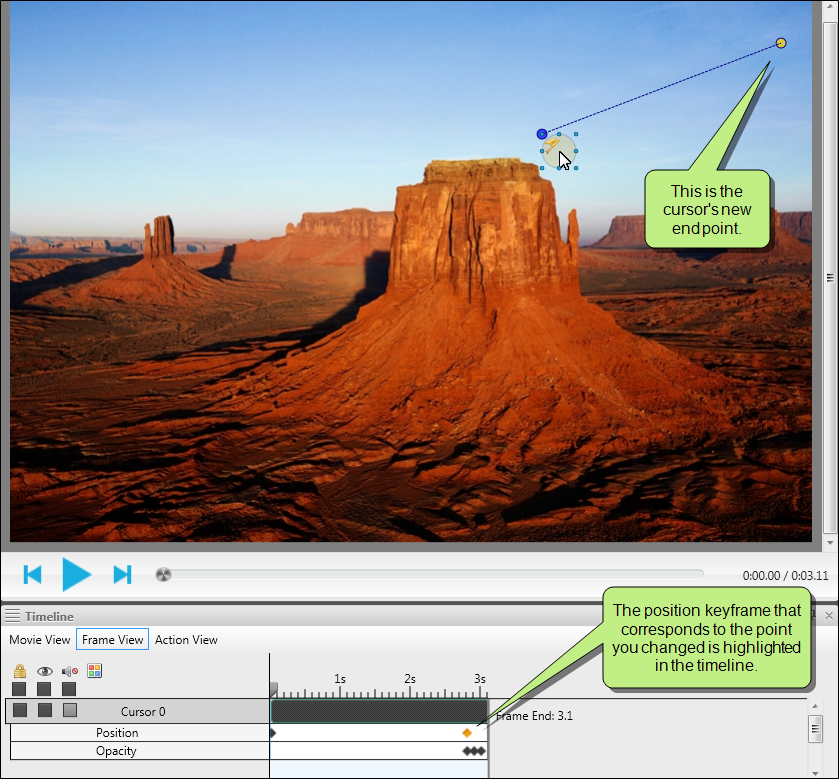 This is the
cursor's new
end point.
0:00.00 / 0:03.11
The position keyframe that
corresponds to the point
you changed is highlighted
in the timeline.
Timeline
Movie View Frame View Action View
1s 2s 3s
Cursor 0
Frame End: 3.1
Position
Opacity